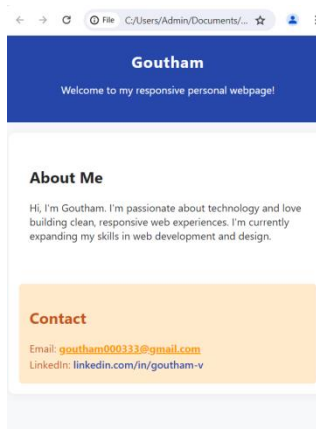 File C:/Users/Admin/Documents/...
Goutham
Welcome to my responsive personal webpage!
About Me
Hi, I'm Goutham. I'm passionate about technology and love
building clean, responsive web experiences. I'm currently
expanding my skills in web development and design.
Contact
Email: goutham000333@gmail.com
LinkedIn: linkedin.com/in/goutham-v